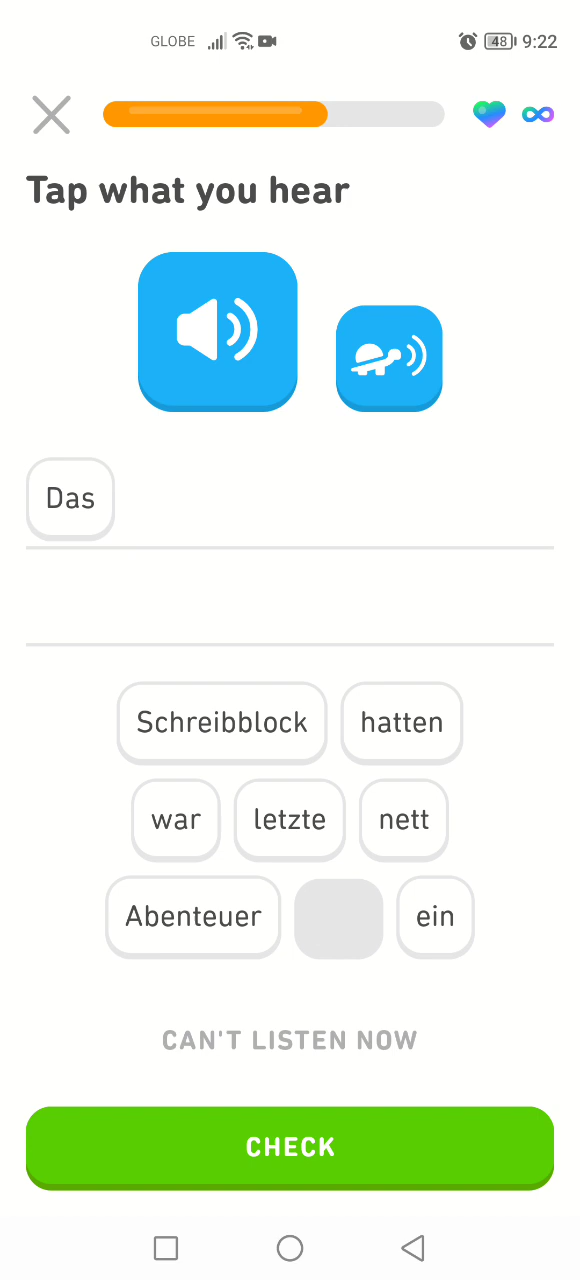 GLOBE 48 9:22
Tap what you hear
Das
Schreibblock hatten
war letzte nett
Abenteuer ein
CAN'T LISTEN NOW
CHECK